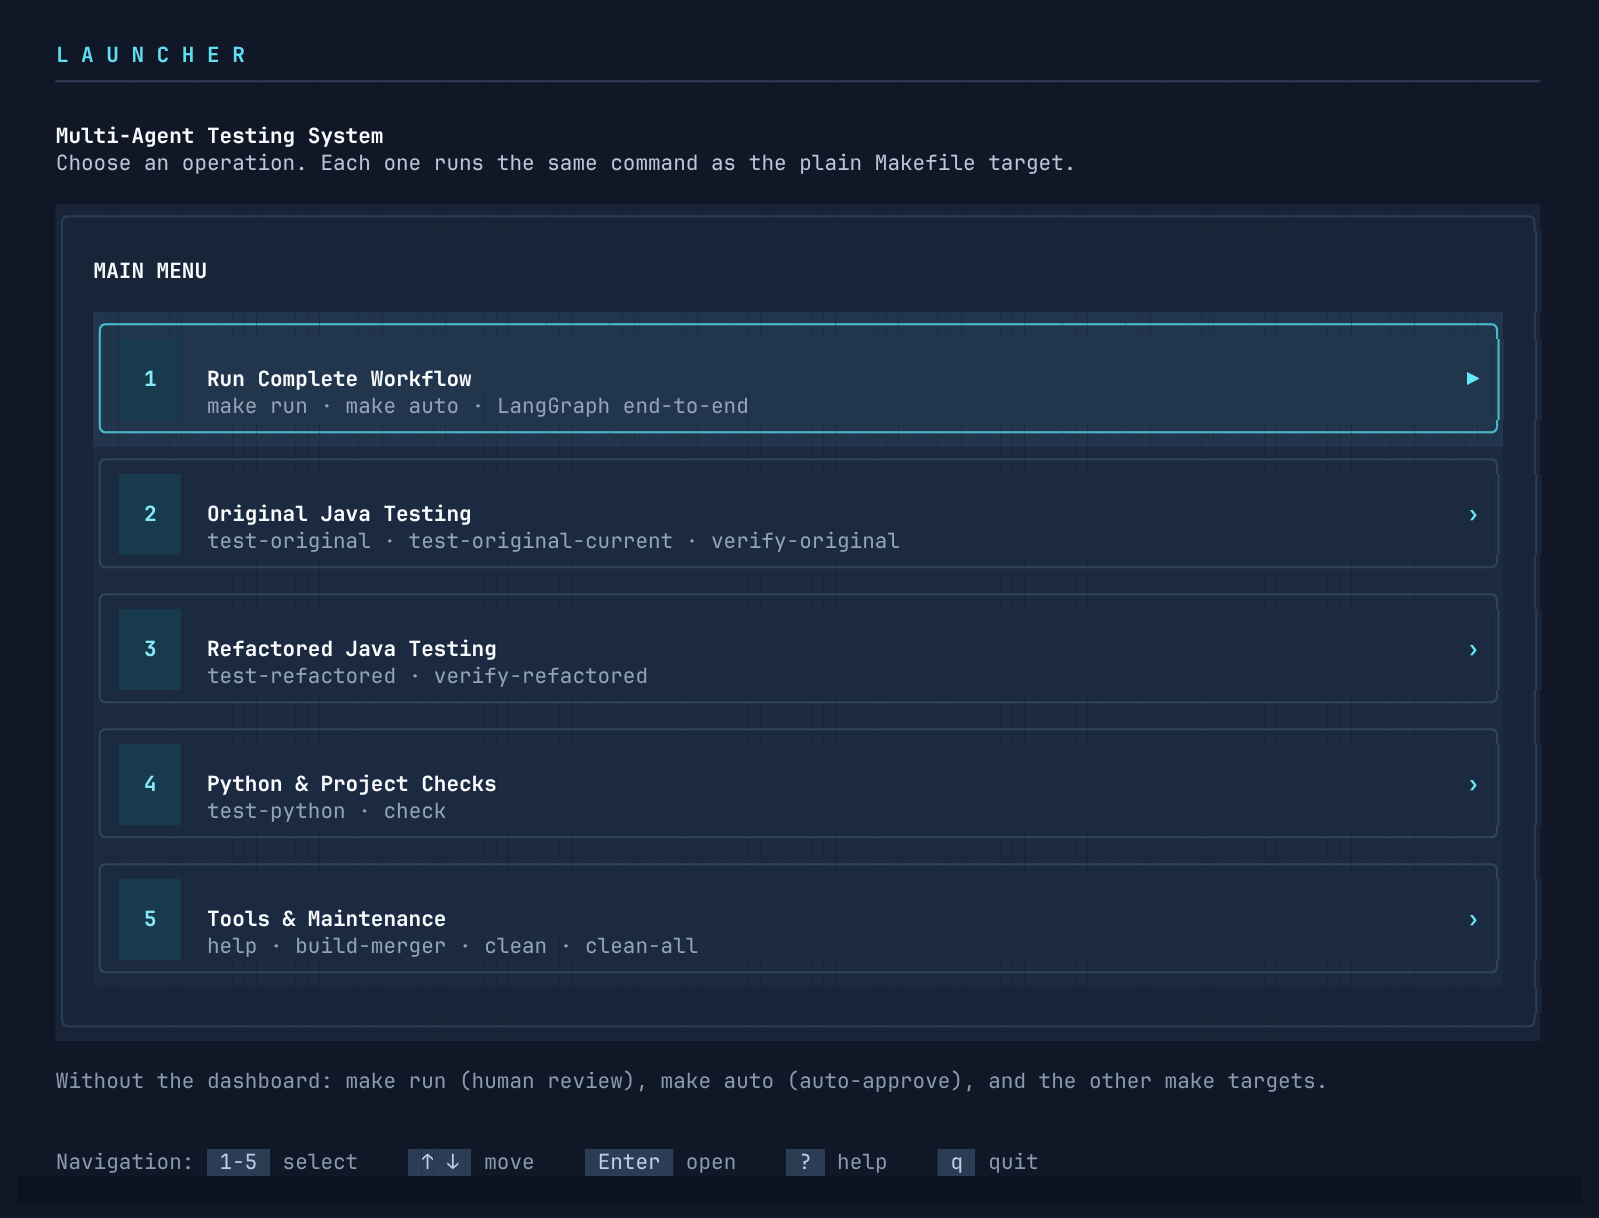 LAUNCHER
Multi-Agent Testing System
Choose an operation. Each one runs the same command as the plain Makefile target.
MAIN MENU
1 Run Complete Workflow ▶
make run · make auto · LangGraph end-to-end
2 Original Java Testing ›
test-original · test-original-current · verify-original
3 Refactored Java Testing ›
test-refactored · verify-refactored
4 Python & Project Checks ›
test-python · check
5 Tools & Maintenance ›
help · build-merger · clean · clean-all
Without the dashboard: make run (human review), make auto (auto-approve), and the other make targets.
Navigation: 1-5 select ↑ ↓ move Enter open ? help q quit